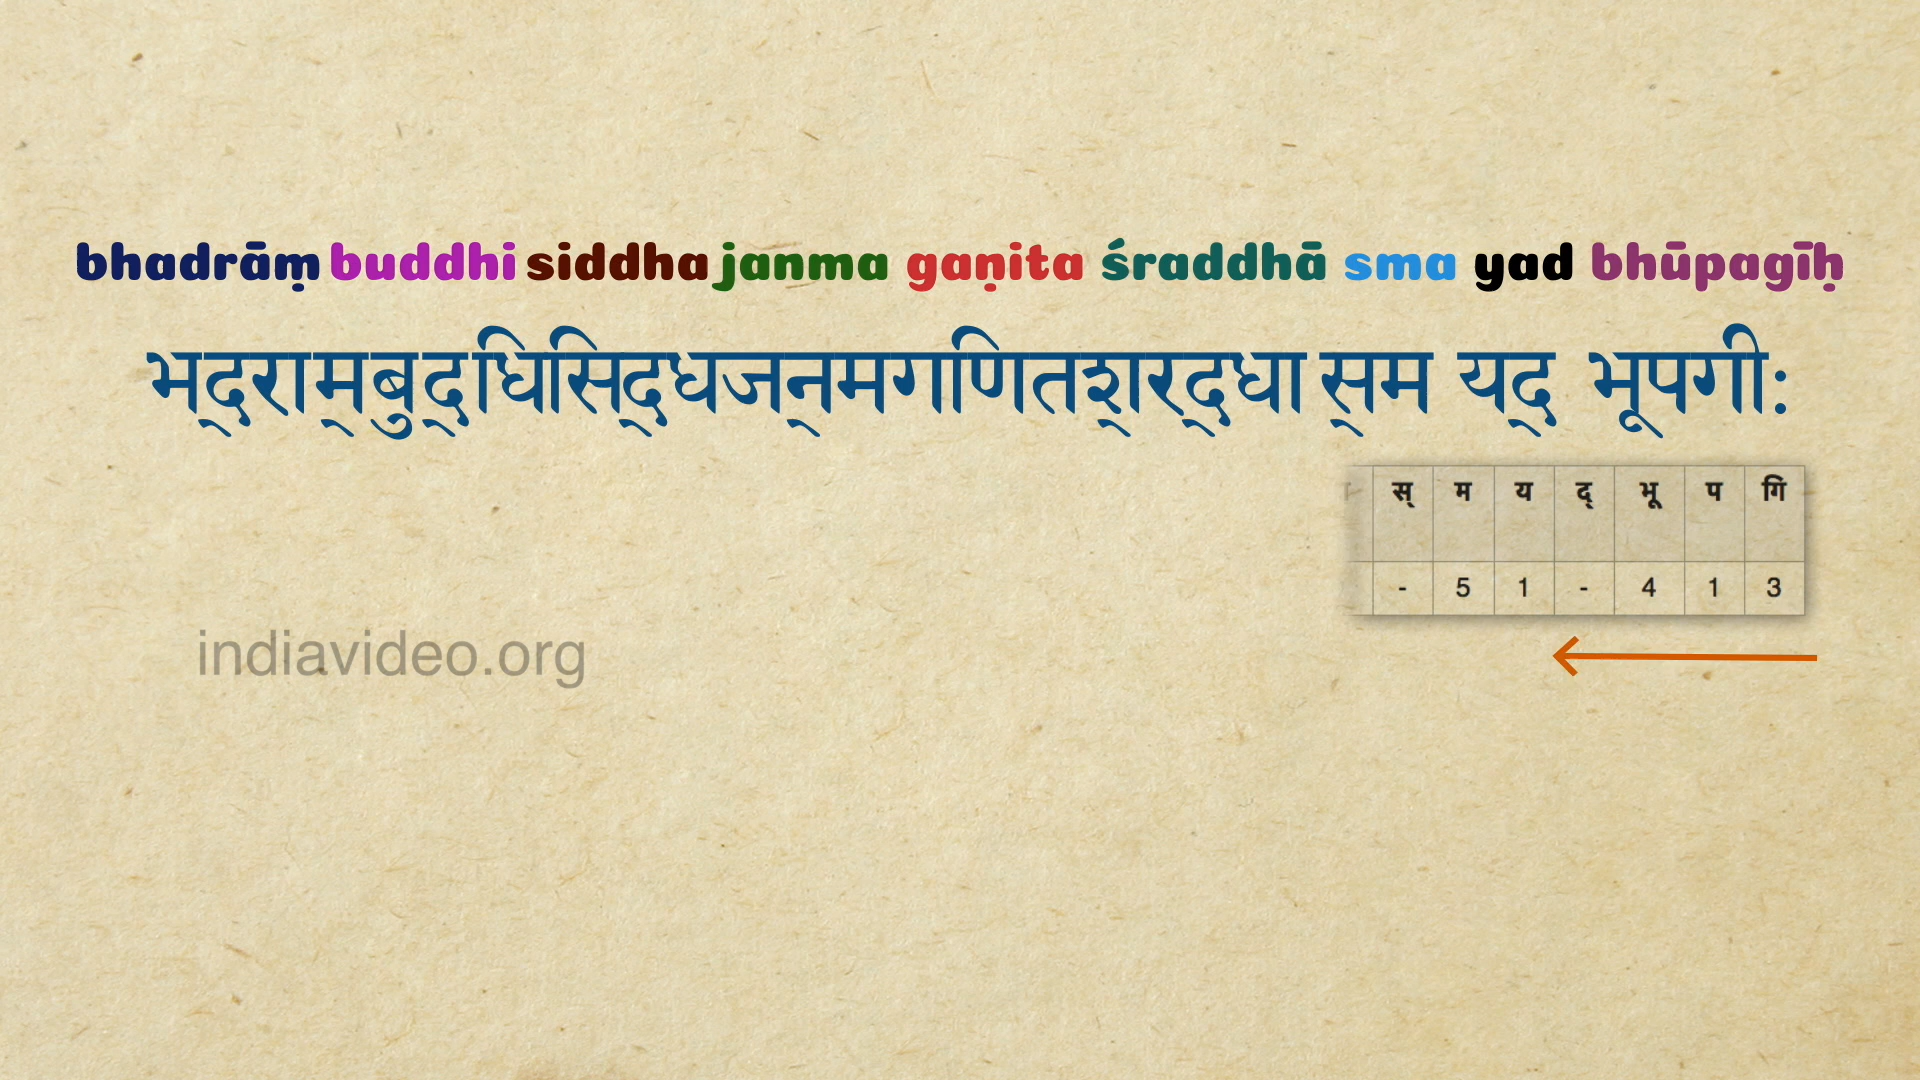 bhadrāṃ buddhi siddha janma gaṇita śraddhā sma yad bhūpagīḥ
भ्‌द‌राम्‌बुद्‌धिसिद्‌धजन्‌मगणितश्‌रद्‌धा स्‌म यद्‌ भूपगीः
स् म य द् भू प गि
- 5 1 - 4 1 3
indiavideo.org